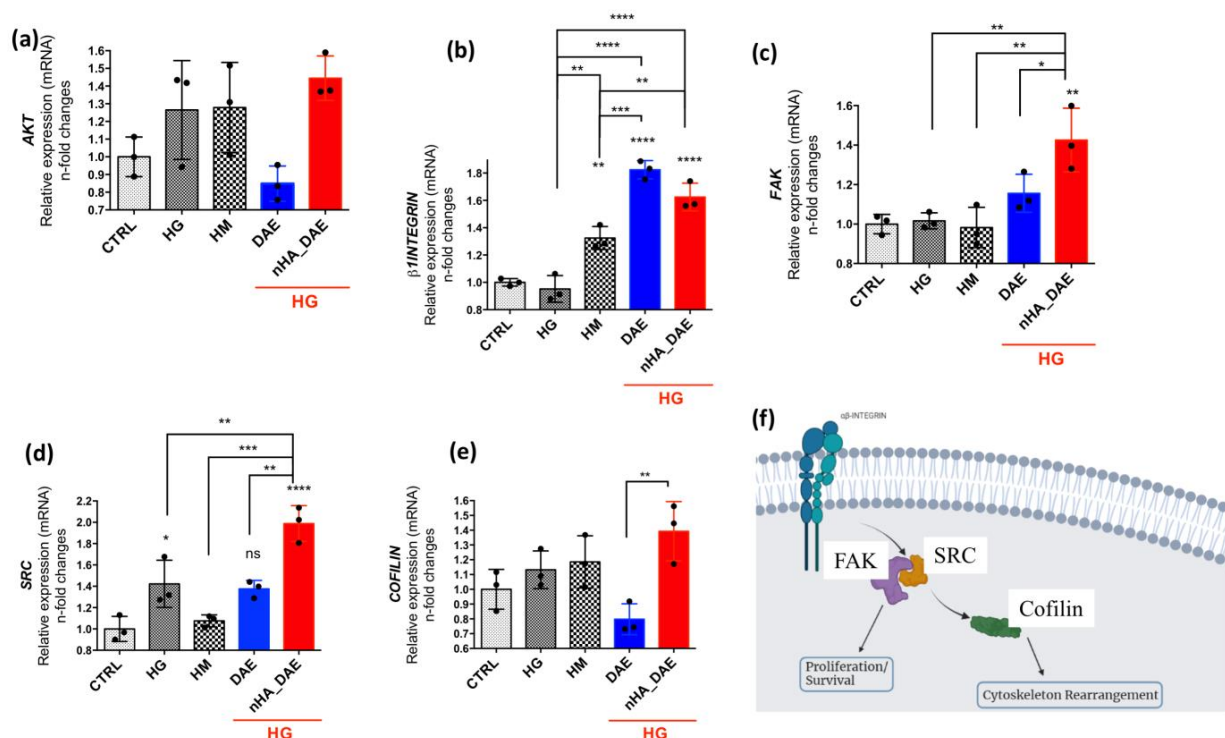 (a)
AKT
Relative expression (mRNA)
n-fold changes
1.6
1.5
1.4
1.3
1.2
1.1
1.0
0.9
0.8
0.7
CTRL
HG
HM
DAE
nHA_DAE
HG
(b)
β1INTEGRIN
Relative expression (mRNA)
n-fold changes
****
****
**
**
***
**
****
****
1.8
1.6
1.4
1.2
1.0
0.8
CTRL
HG
HM
DAE
nHA_DAE
HG
(c)
FAK
Relative expression (mRNA)
n-fold changes
**
**
*
**
1.6
1.4
1.2
1.0
0.8
CTRL
HG
HM
DAE
nHA_DAE
HG
(d)
SRC
Relative expression (mRNA)
n-fold changes
**
***
**
****
*
ns
2.2
2.0
1.8
1.6
1.4
1.2
1.0
0.8
CTRL
HG
HM
DAE
nHA_DAE
HG
(e)
COFILIN
Relative expression (mRNA)
n-fold changes
**
1.6
1.5
1.4
1.3
1.2
1.1
1.0
0.9
0.8
0.7
0.6
CTRL
HG
HM
DAE
nHA_DAE
HG
(f)
αβ-INTEGRIN
FAK
SRC
Cofilin
Proliferation/
Survival
Cytoskeleton Rearrangement